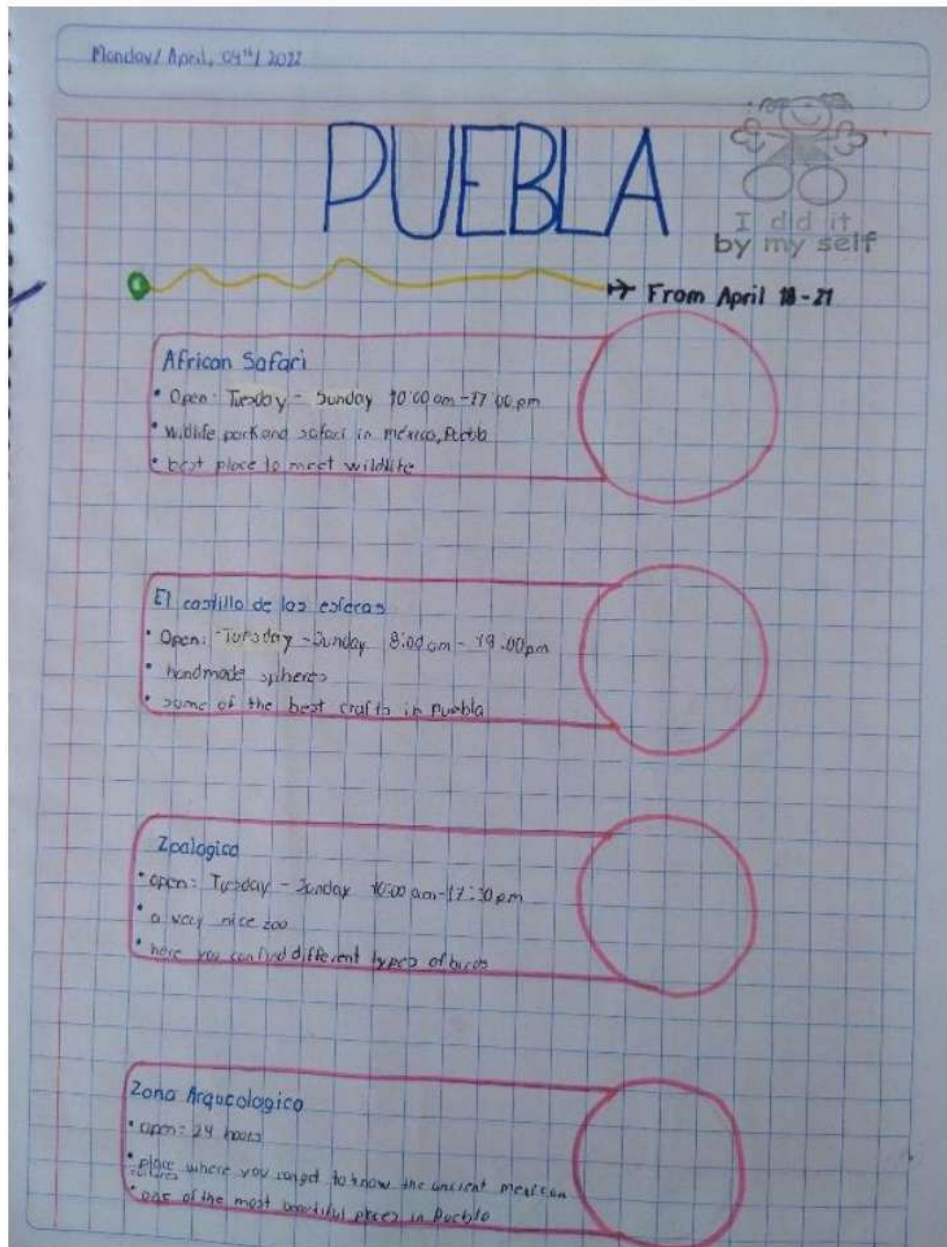 Monday/ April, 04th/ 2022
PUEBLA
I did it
by my self
From April 18-21
African Safari
• Open: Tuesday - Sunday 10:00 am - 17:00 pm
• wildlife park and safari in méxico,
• best place to meet wildlife
El castillo de las esferas
• Open: Tuesday - Sunday 8:00 am - 19:00 pm
• handmade spheres
• some of the best crafts in puebla
Zoologico
• open: Tuesday - Sunday 10:00 am - 17:30 pm
• a very nice zoo
• here you can find different types of birds
Zona Arqueologica
• open: 24 hours
• place where you can get to know the ancient mexican
cultures
• one of the most beautiful places in Puebla